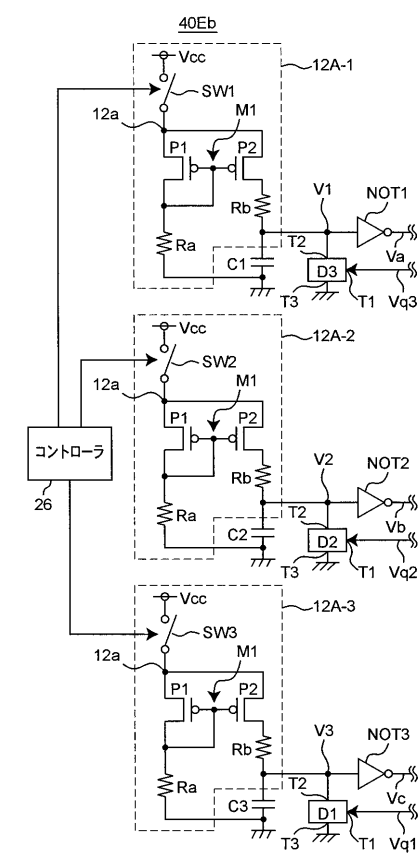 40Eb
Vcc
12A-1
SW1
12a
M1
P1
P2
Rb
V1
NOT1
T2
Va
Ra
C1
D3
T3
T1
Vq3
Vcc
12A-2
SW2
12a
M1
P1
P2
コントローラ
26
Rb
V2
NOT2
T2
Vb
Ra
C2
D2
T3
T1
Vq2
Vcc
12A-3
SW3
12a
M1
P1
P2
Rb
V3
NOT3
T2
Vc
Ra
C3
D1
T3
T1
Vq1